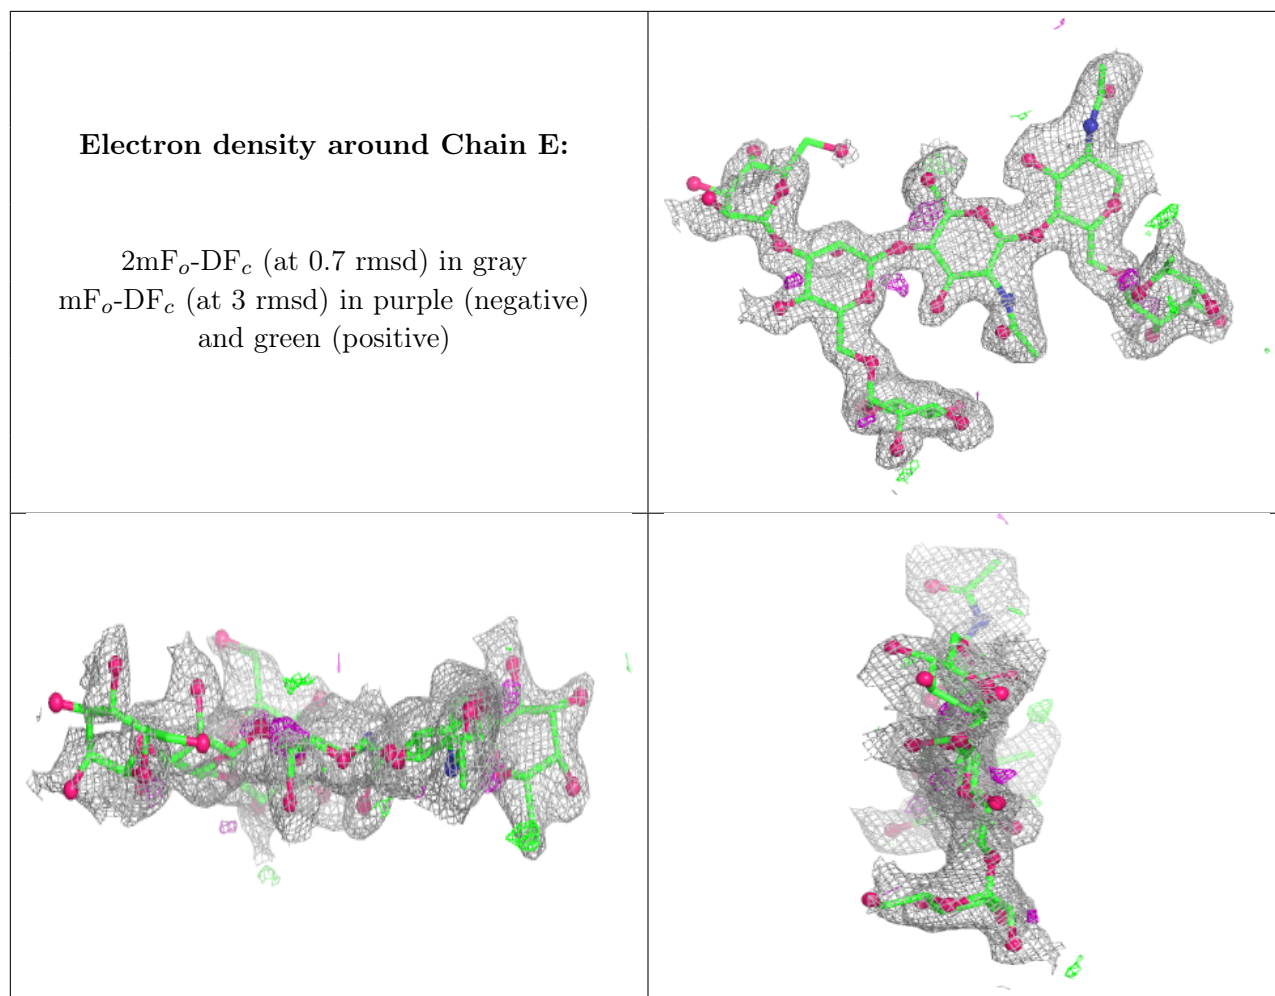 Electron density around Chain E:
2mFo-DFc (at 0.7 rmsd) in gray
mFo-DFc (at 3 rmsd) in purple (negative)
and green (positive)